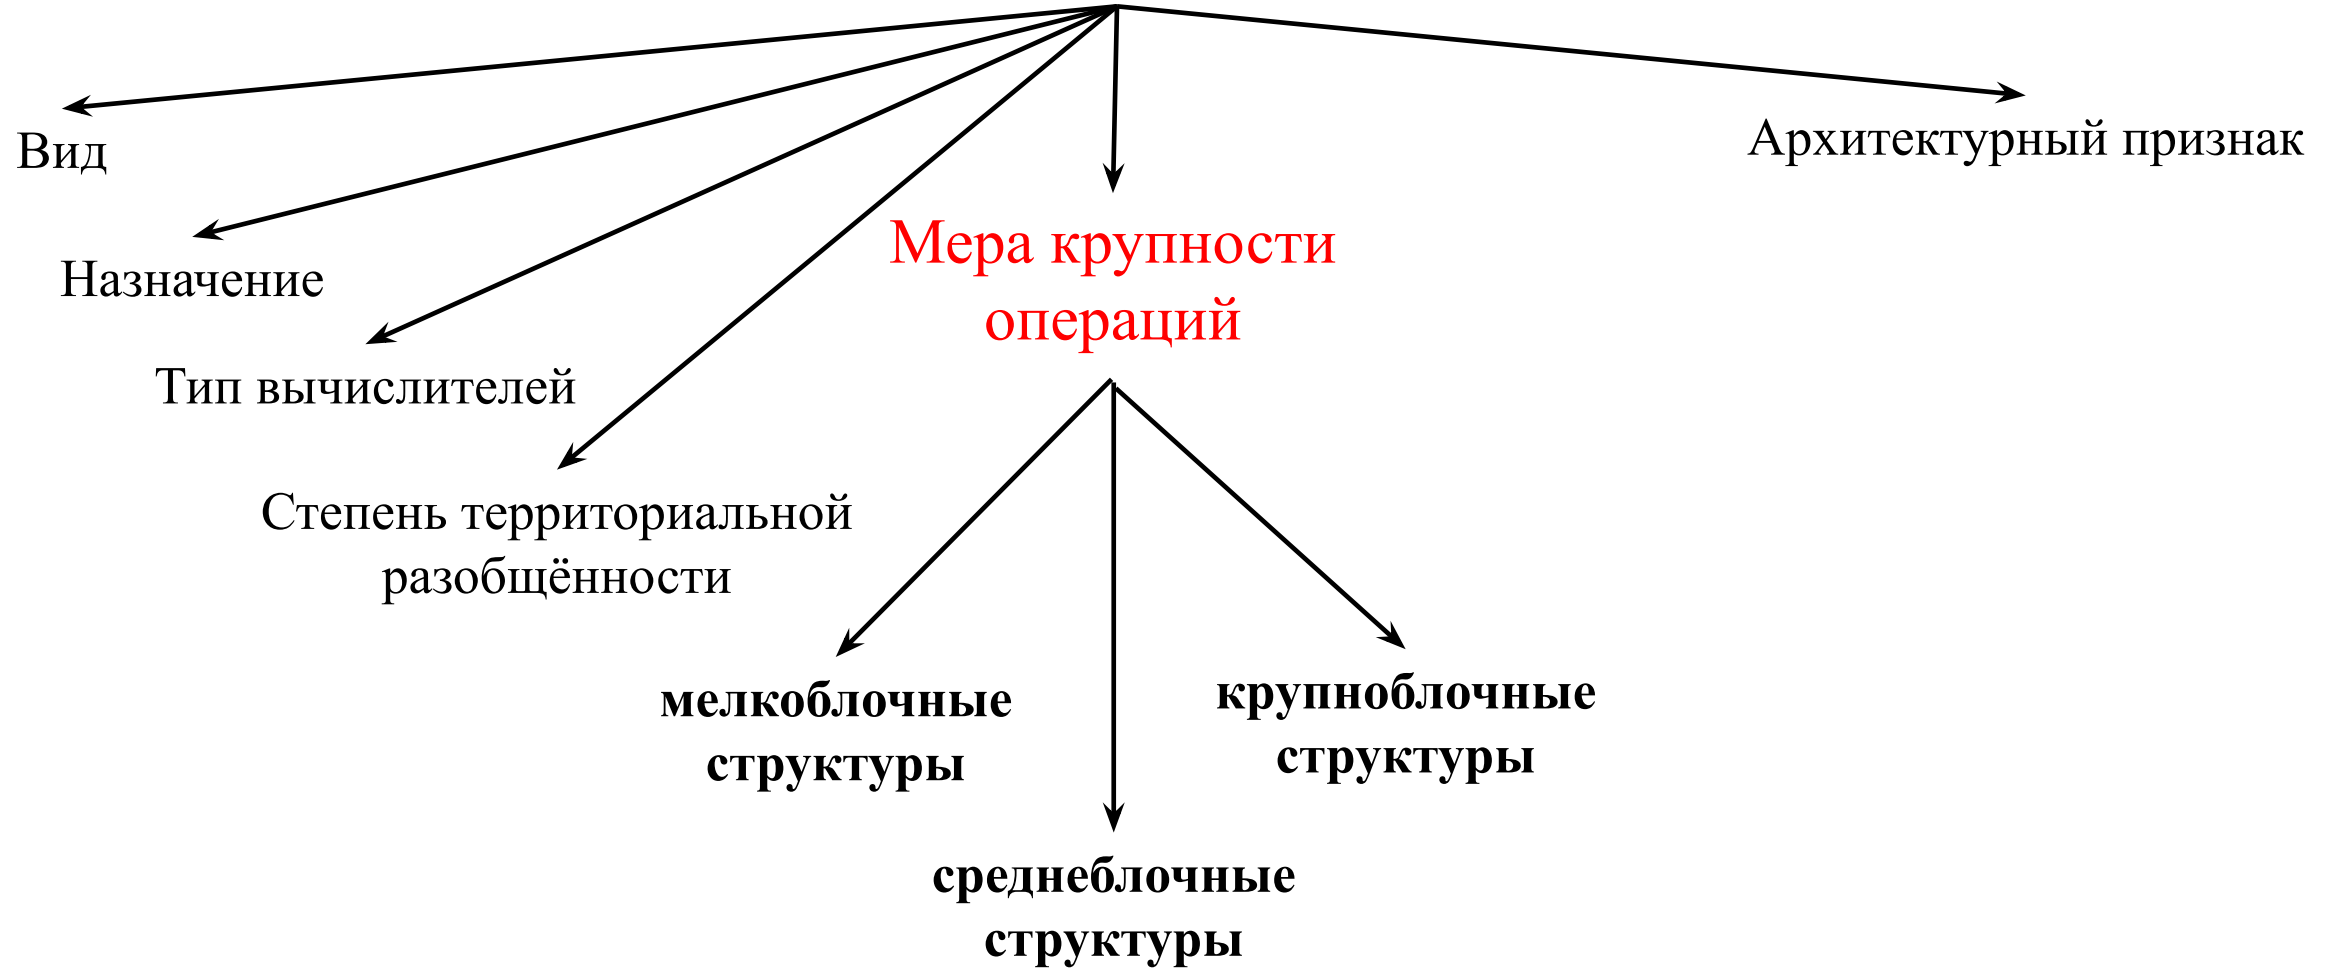 Вид
Архитектурный признак
Назначение
Мера крупности
операций
Тип вычислителей
Степень территориальной
разобщённости
мелкоблочные
структуры
крупноблочные
структуры
среднеблочные
структуры